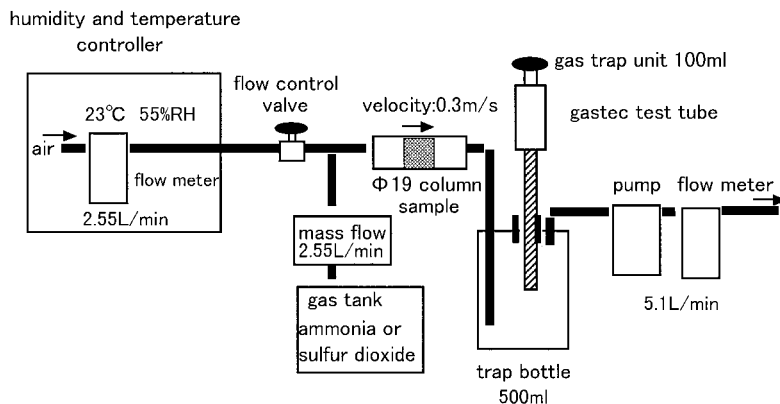 humidity and temperature
controller
23℃ 55%RH
air
flow meter
2.55L/min
flow control
valve
velocity:0.3m/s
Φ19 column
sample
mass flow
2.55L/min
gas tank
ammonia or
sulfur dioxide
gas trap unit 100ml
gastec test tube
pump flow meter
5.1L/min
trap bottle
500ml